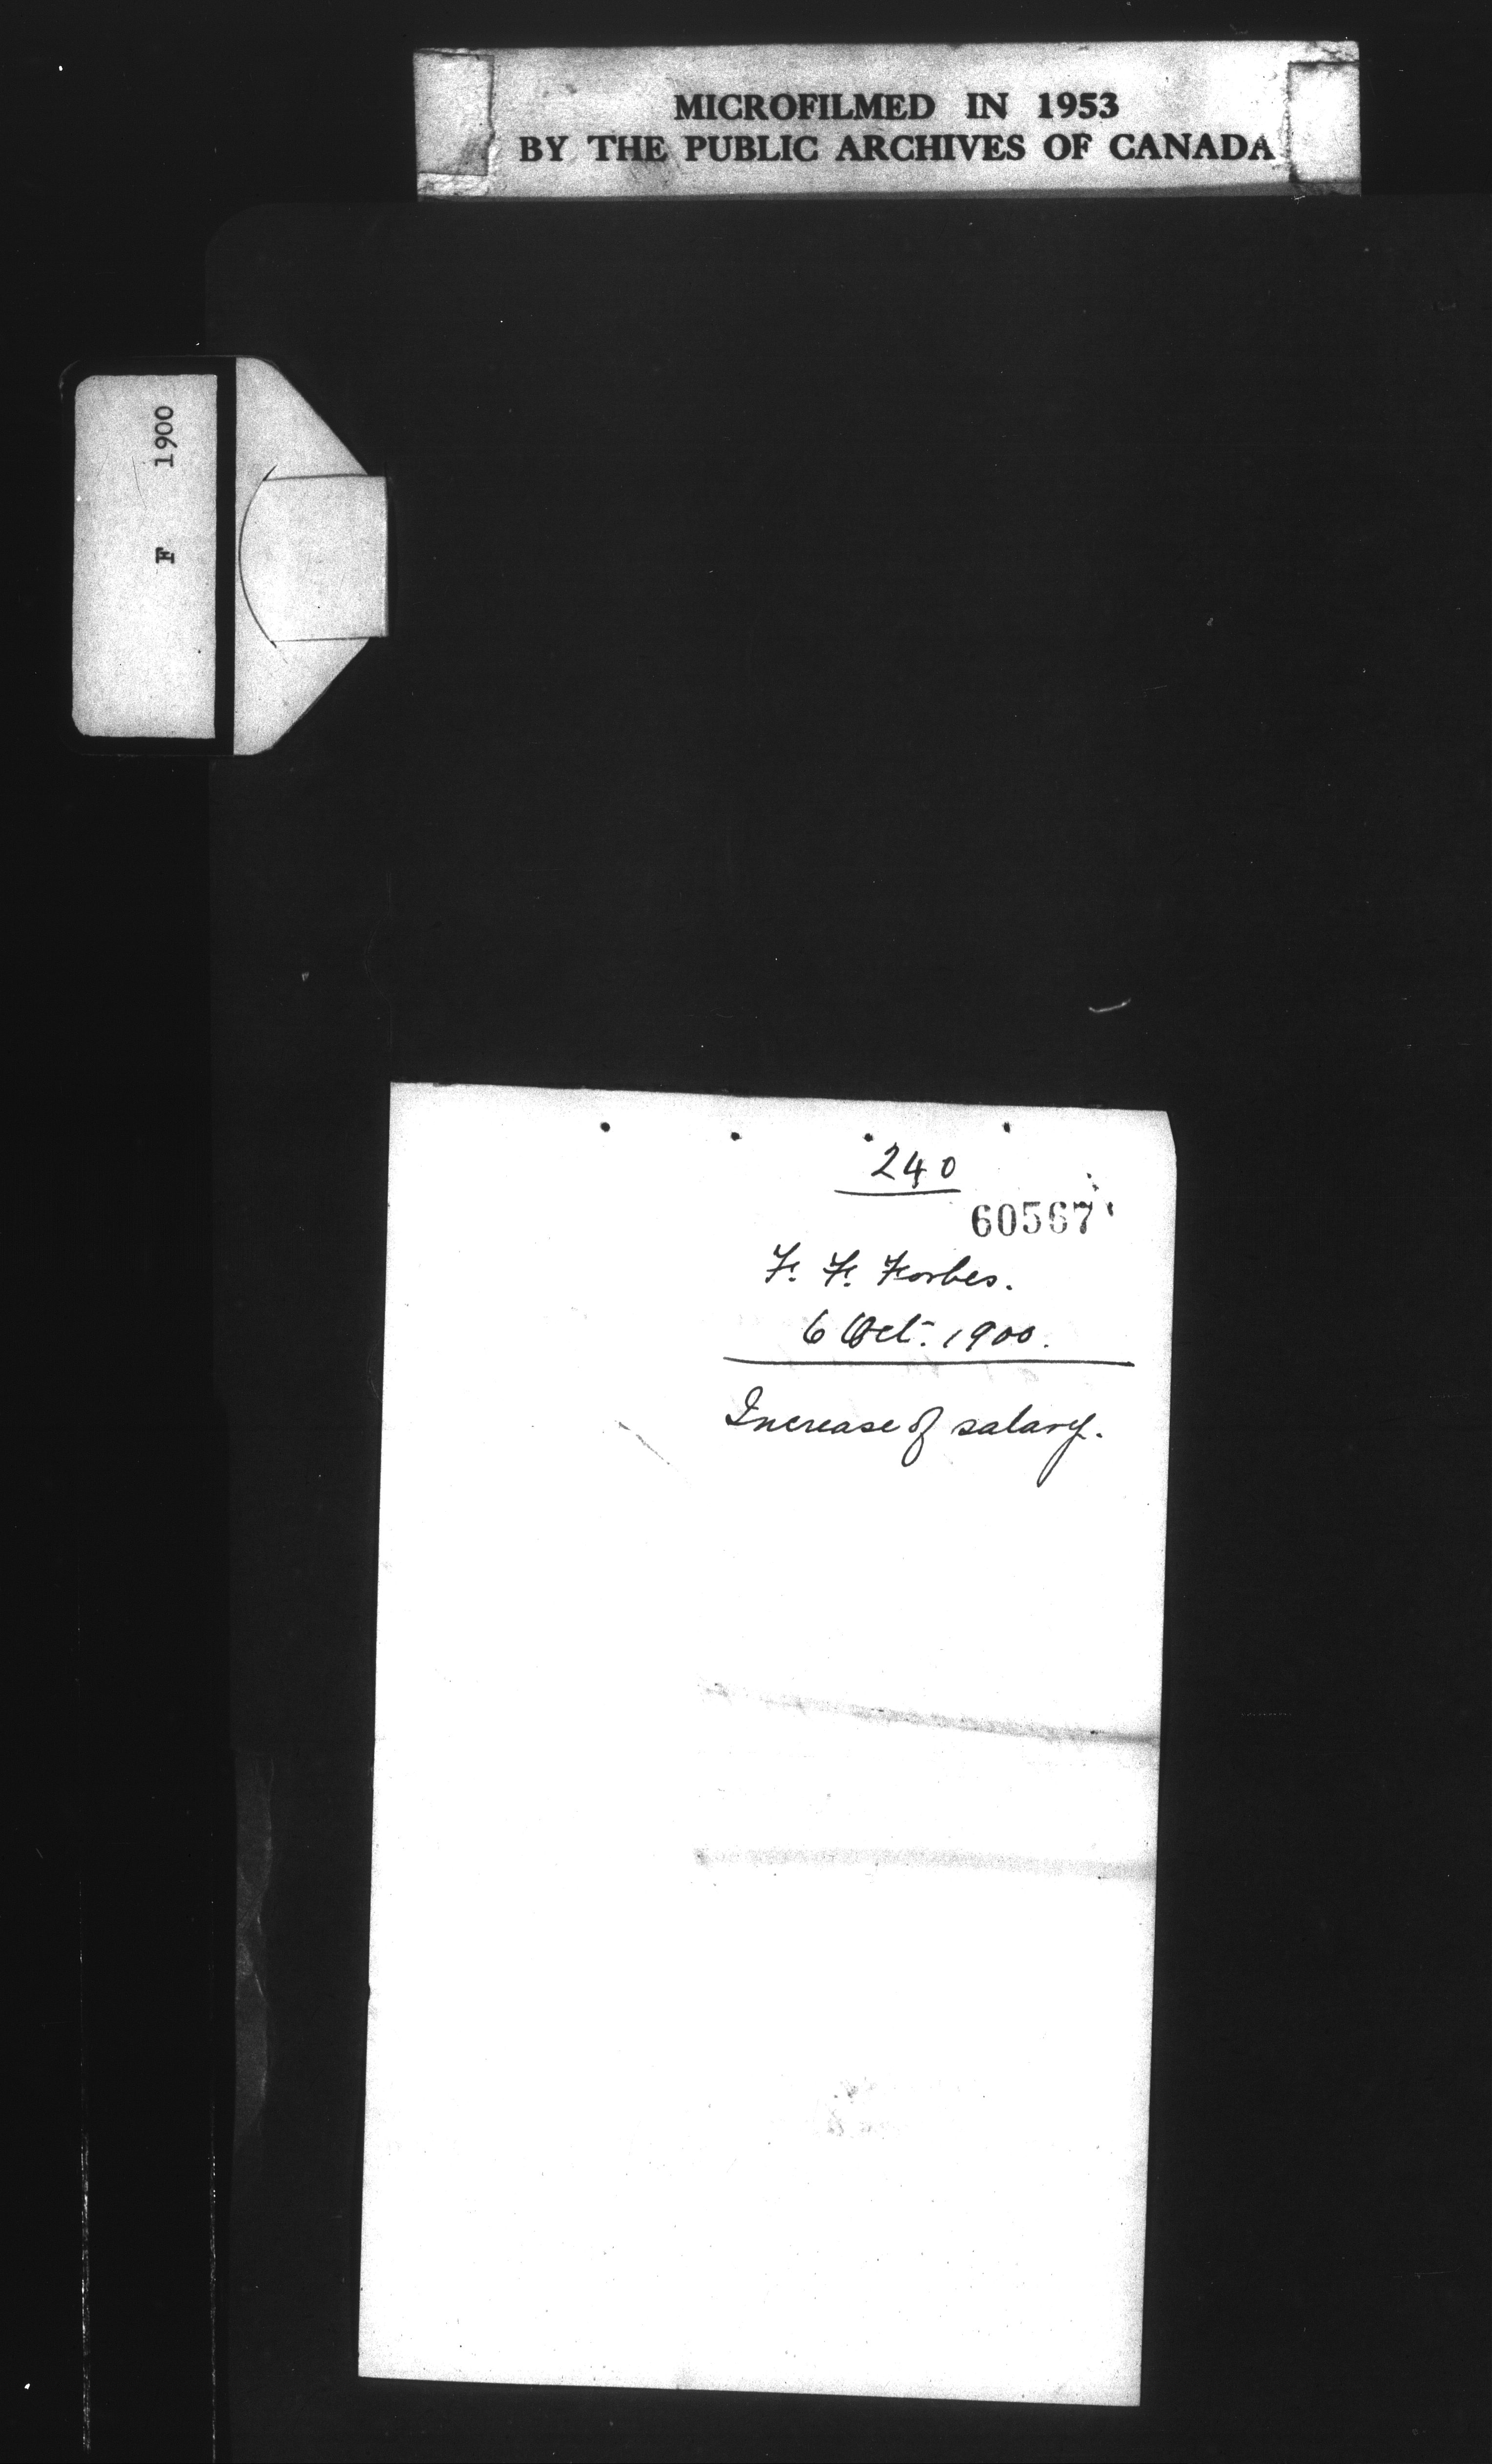 MICROFILMED IN 1953
BY THE PUBLIC ARCHIVES OF CANADA
F 1900
240
60567
F. F. Forbes.
6 Oct. 1900.
Increase of salary.